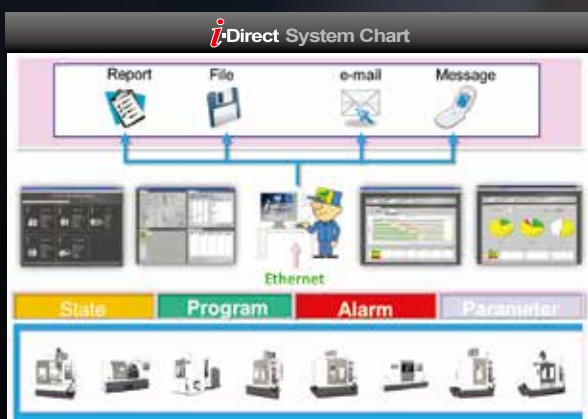 i-Direct System Chart
Report File e-mail Message
Ethernet
State Program Alarm Parameter